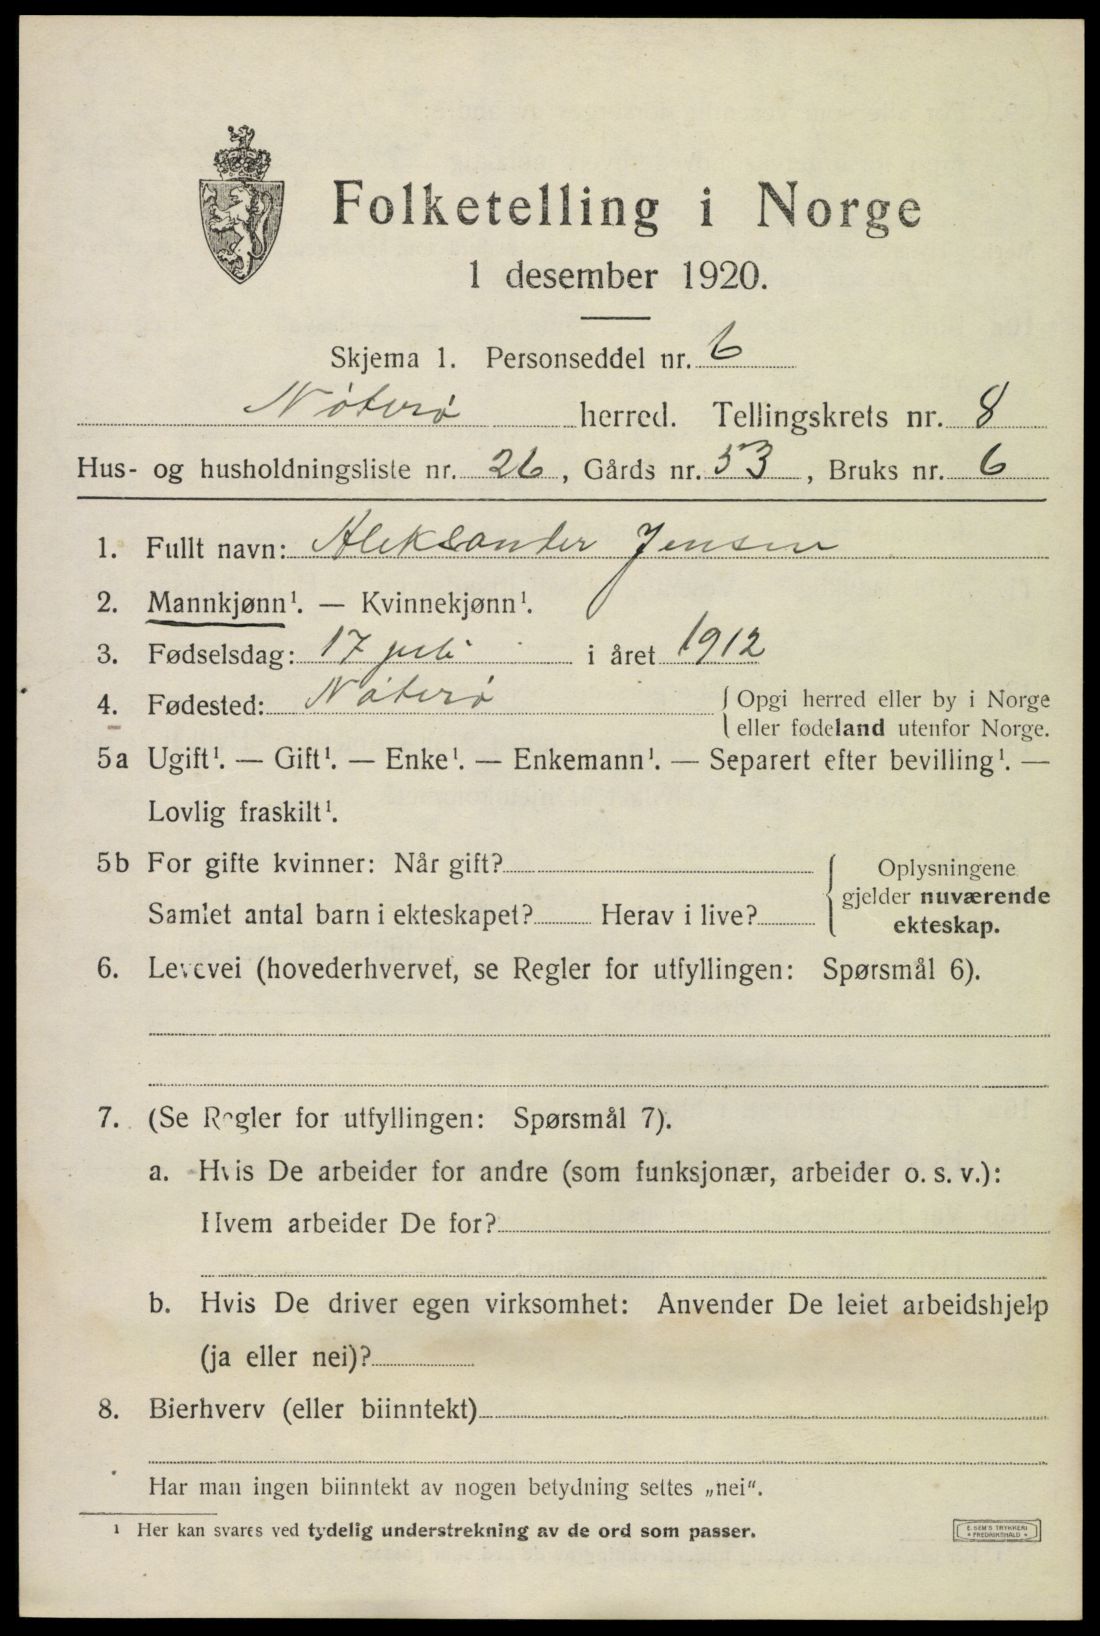 Folketelling i Norge
1 desember 1920.
Skjema 1. Personseddel nr. 6
Nøterø herred. Tellingskrets nr. 8
Hus- og husholdningsliste nr. 26, Gårds nr. 53, Bruks nr. 6
1. Fullt navn: Aleksander Jensen
2. Mannkjønn¹. — Kvinnekjønn¹.
3. Fødselsdag: 17 juli i året 1912
4. Fødested: Nøterø { Opgi herred eller by i Norge
eller fødeland utenfor Norge.
5a Ugift¹. — Gift¹. — Enke¹. — Enkemann¹. — Separert efter bevilling¹. —
Lovlig fraskilt¹.
5b For gifte kvinner: Når gift?
Samlet antal barn i ekteskapet? Herav i live?
Oplysningene
gjelder nuværende
ekteskap.
6. Levevei (hovederhvervet, se Regler for utfyllingen: Spørsmål 6).
7. (Se Regler for utfyllingen: Spørsmål 7).
a. Hvis De arbeider for andre (som funksjonær, arbeider o. s. v.):
Hvem arbeider De for?
b. Hvis De driver egen virksomhet: Anvender De leiet arbeidshjelp
(ja eller nei)?
8. Bierhverv (eller biinntekt)
Har man ingen biinntekt av nogen betydning settes „nei".
¹ Her kan svares ved tydelig understrekning av de ord som passer.
E. SEM'S TRYKKERI
* FREDRIKSHALD *